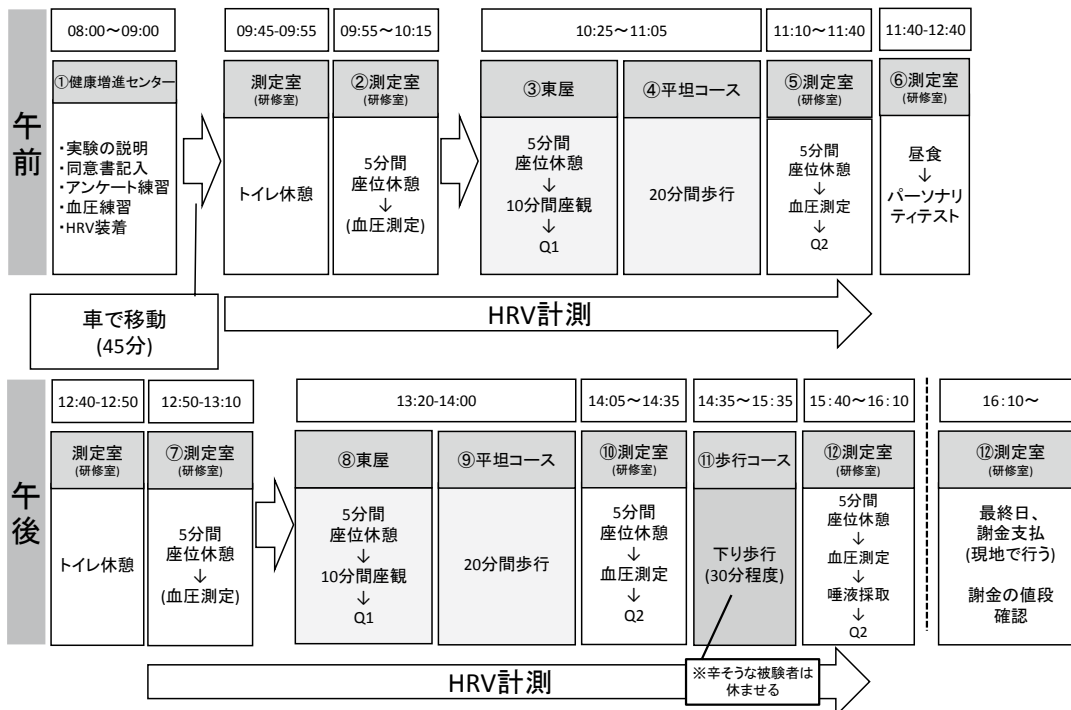 午前
08:00～09:00
①健康増進センター
・実験の説明
・同意書記入
・アンケート練習
・血圧練習
・HRV装着
車で移動
(45分)
09:45-09:55
測定室
(研修室)
トイレ休憩
09:55～10:15
②測定室
(研修室)
5分間
座位休憩
↓
(血圧測定)
10:25～11:05
③東屋
5分間
座位休憩
↓
10分間座観
↓
Q1
④平坦コース
20分間歩行
11:10～11:40
⑤測定室
(研修室)
5分間
座位休憩
↓
血圧測定
↓
Q2
11:40-12:40
⑥測定室
(研修室)
昼食
↓
パーソナリ
ティテスト
HRV計測
午後
12:40-12:50
測定室
(研修室)
トイレ休憩
12:50-13:10
⑦測定室
(研修室)
5分間
座位休憩
↓
(血圧測定)
13:20-14:00
⑧東屋
5分間
座位休憩
↓
10分間座観
↓
Q1
⑨平坦コース
20分間歩行
14:05～14:35
⑩測定室
(研修室)
5分間
座位休憩
↓
血圧測定
↓
Q2
14:35～15：35
⑪歩行コース
下り歩行
(30分程度)
※辛そうな被験者は
休ませる
15：40～16：10
⑫測定室
(研修室)
5分間
座位休憩
↓
血圧測定
↓
唾液採取
↓
Q2
16：10～
⑫測定室
(研修室)
最終日、
謝金支払
(現地で行う)
謝金の値段
確認
HRV計測